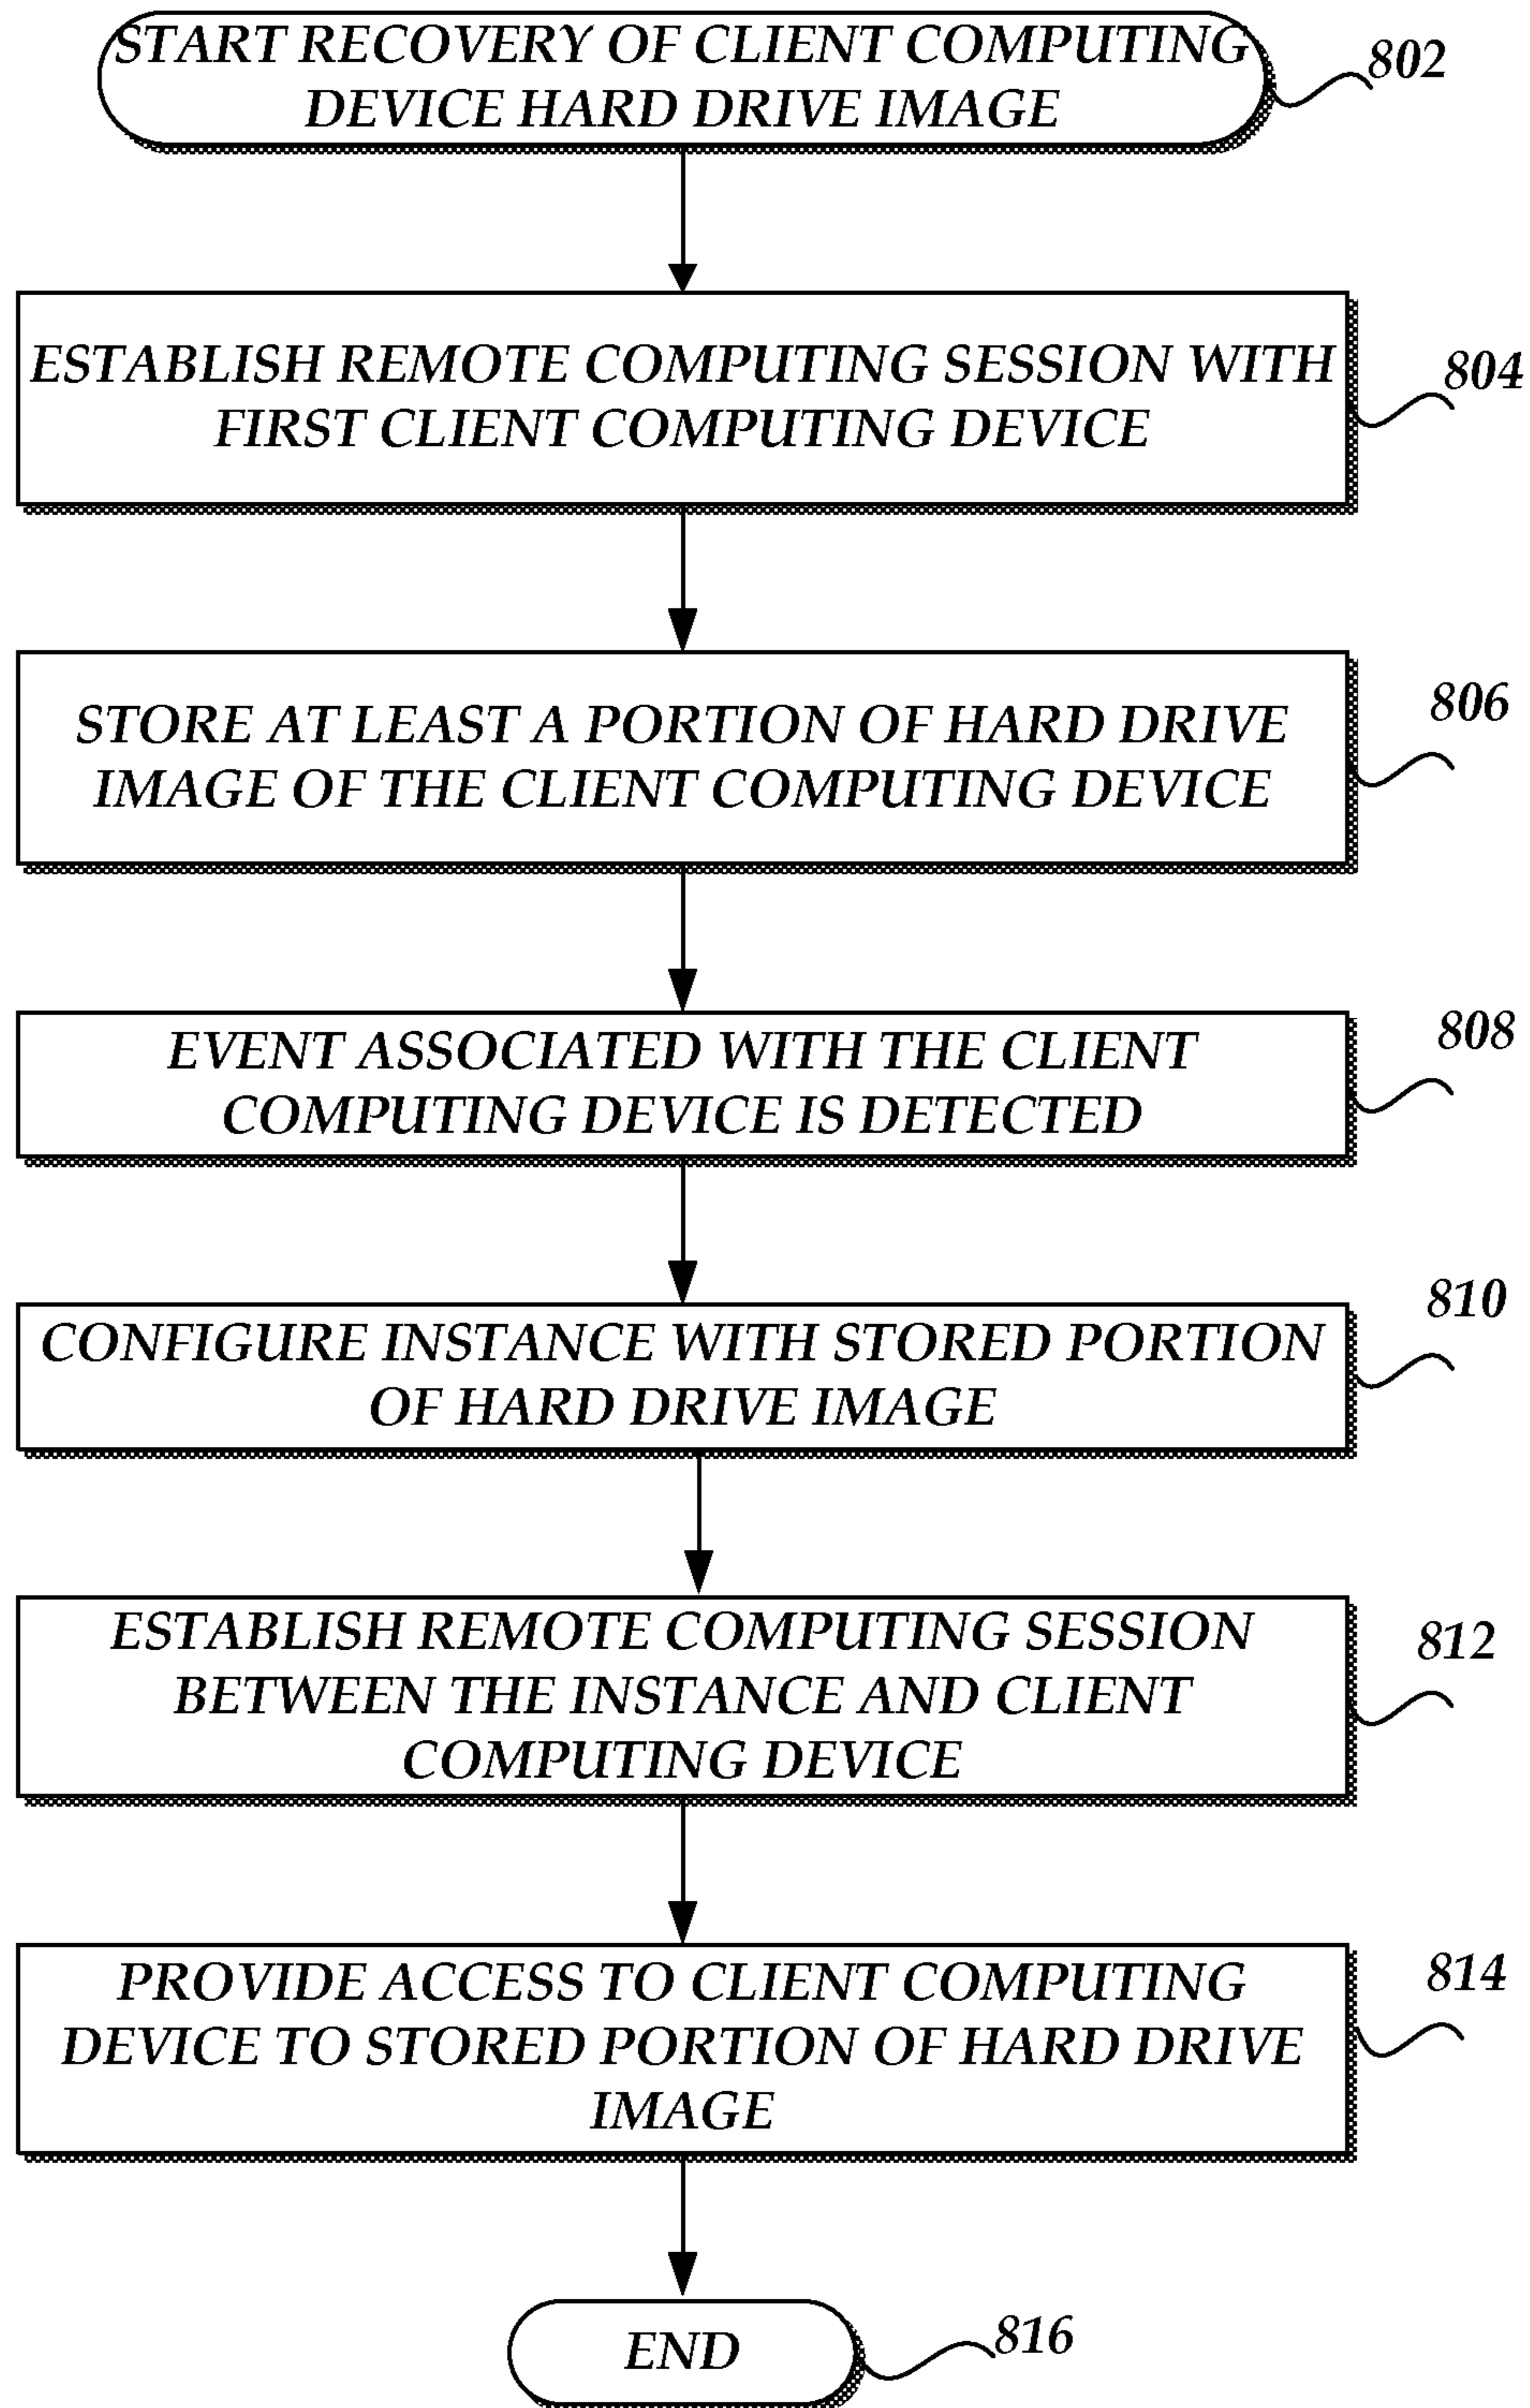 START RECOVERY OF CLIENT COMPUTING
DEVICE HARD DRIVE IMAGE
802
ESTABLISH REMOTE COMPUTING SESSION WITH
FIRST CLIENT COMPUTING DEVICE
804
STORE AT LEAST A PORTION OF HARD DRIVE
IMAGE OF THE CLIENT COMPUTING DEVICE
806
EVENT ASSOCIATED WITH THE CLIENT
COMPUTING DEVICE IS DETECTED
808
CONFIGURE INSTANCE WITH STORED PORTION
OF HARD DRIVE IMAGE
810
ESTABLISH REMOTE COMPUTING SESSION
BETWEEN THE INSTANCE AND CLIENT
COMPUTING DEVICE
812
PROVIDE ACCESS TO CLIENT COMPUTING
DEVICE TO STORED PORTION OF HARD DRIVE
IMAGE
814
END
816